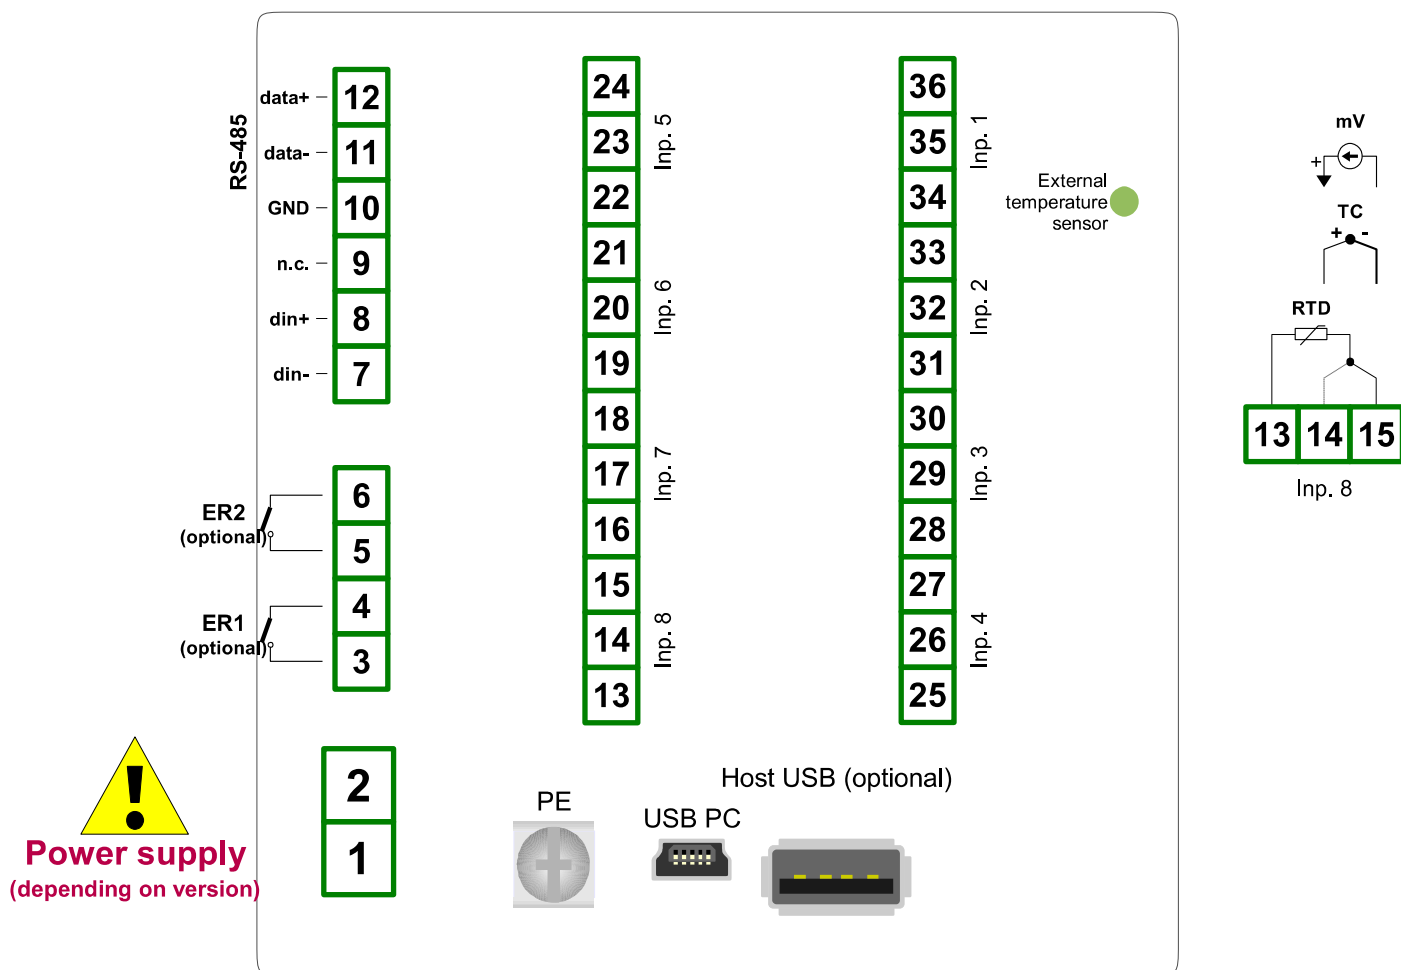 RS-485
data+
12
data-
11
GND
10
n.c.
9
din+
8
din-
7
ER2
(optional)
6
5
ER1
(optional)
4
3
2
1
Power supply
(depending on version)
24
23
22
Inp. 5
21
20
19
Inp. 6
18
17
16
Inp. 7
15
14
13
Inp. 8
36
35
34
Inp. 1
33
32
31
Inp. 2
30
29
28
Inp. 3
27
26
25
Inp. 4
External
temperature
sensor
PE
USB PC
Host USB (optional)
mV
+
TC
+ -
RTD
13 14 15
Inp. 8